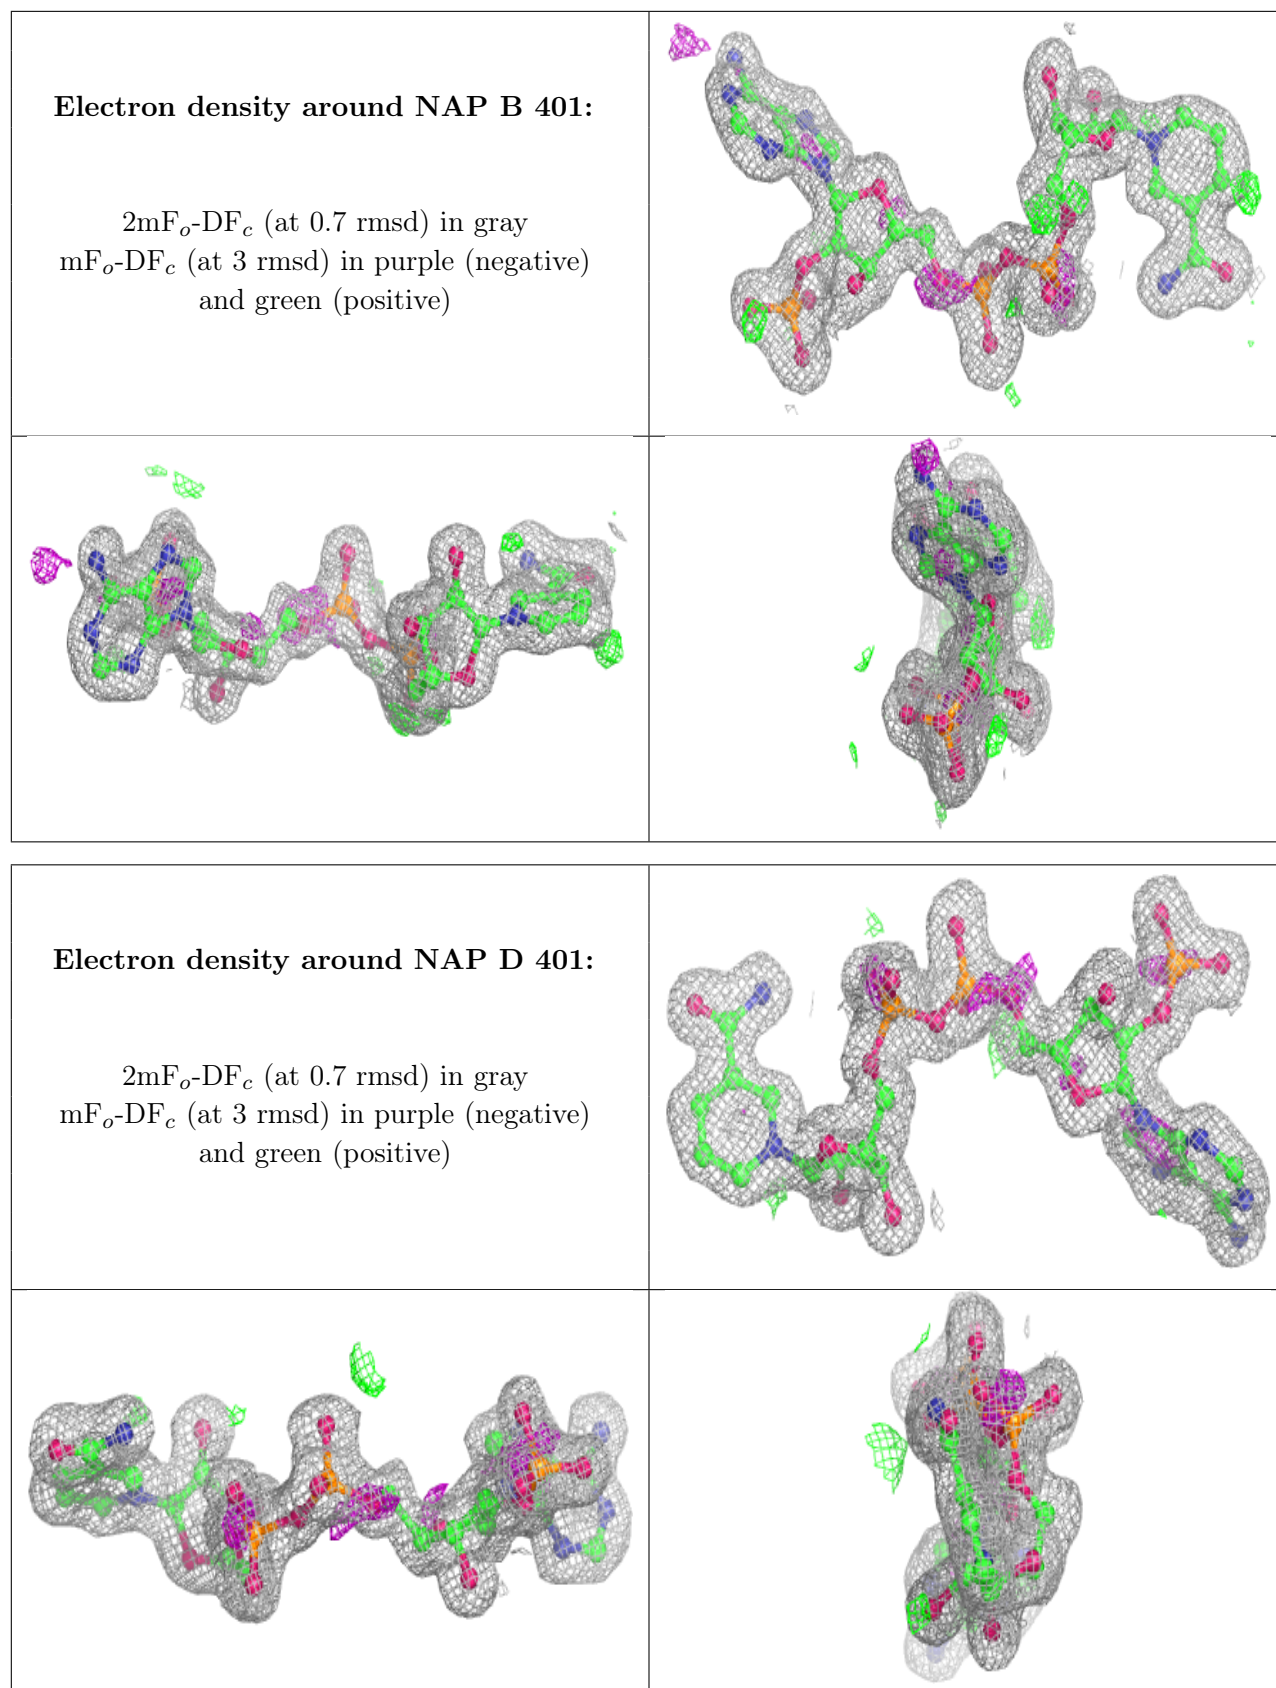 Electron density around NAP B 401:
2mFo-DFc (at 0.7 rmsd) in gray
mFo-DFc (at 3 rmsd) in purple (negative)
and green (positive)
Electron density around NAP D 401:
2mFo-DFc (at 0.7 rmsd) in gray
mFo-DFc (at 3 rmsd) in purple (negative)
and green (positive)